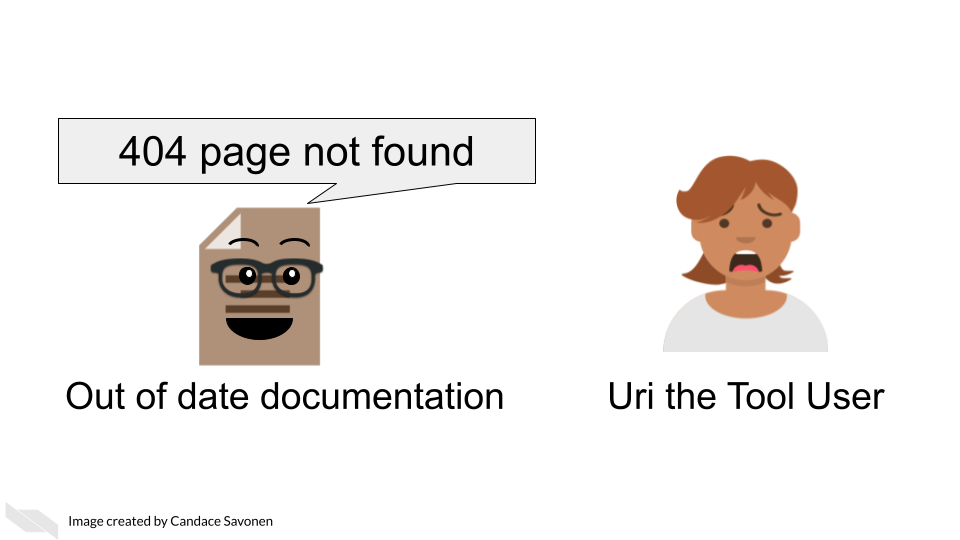 404 page not found
Out of date documentation
Uri the Tool User
Image created by Candace Savonen